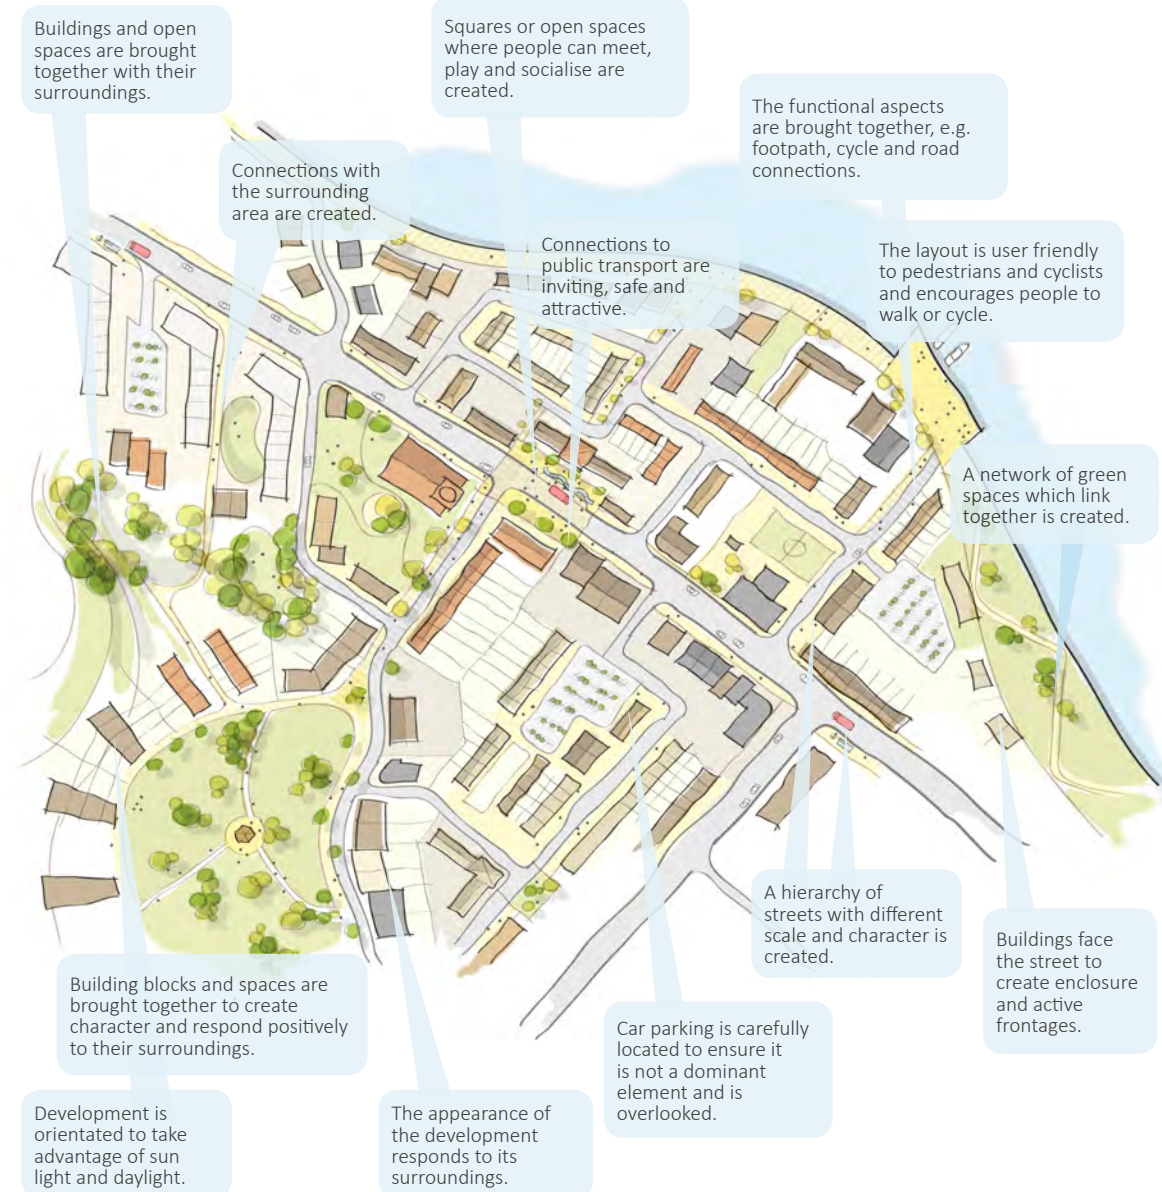 Buildings and open
spaces are brought
together with their
surroundings.
Squares or open spaces
where people can meet,
play and socialise are
created.
The functional aspects
are brought together, e.g.
footpath, cycle and road
connections.
Connections with
the surrounding
area are created.
Connections to
public transport are
inviting, safe and
attractive.
The layout is user friendly
to pedestrians and cyclists
and encourages people to
walk or cycle.
A network of green
spaces which link
together is created.
A hierarchy of
streets with different
scale and character is
created.
Buildings face
the street to
create enclosure
and active
frontages.
Building blocks and spaces are
brought together to create
character and respond positively
to their surroundings.
Car parking is carefully
located to ensure it
is not a dominant
element and is
overlooked.
Development is
orientated to take
advantage of sun
light and daylight.
The appearance of
the development
responds to its
surroundings.